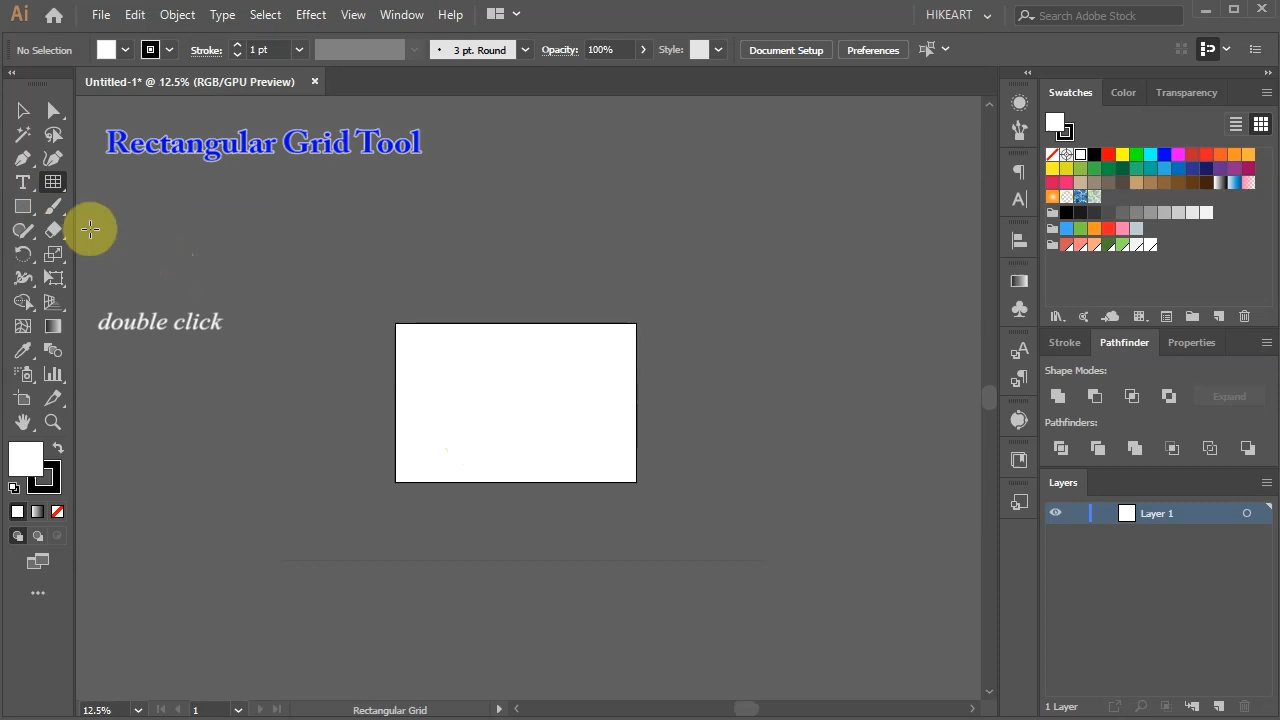 Ai File Edit Object Type Select Effect View Window Help HIKEART Search Adobe Stock
No Selection Stroke: 1 pt 3 pt. Round Opacity: 100% Style: Document Setup Preferences
Untitled-1* @ 12.5% (RGB/GPU Preview)
Swatches Color Transparency
Rectangular Grid Tool
double click
Stroke Pathfinder Properties
Shape Modes:
Expand
Pathfinders:
Layers
Layer 1
12.5% 1 Rectangular Grid 1 Layer